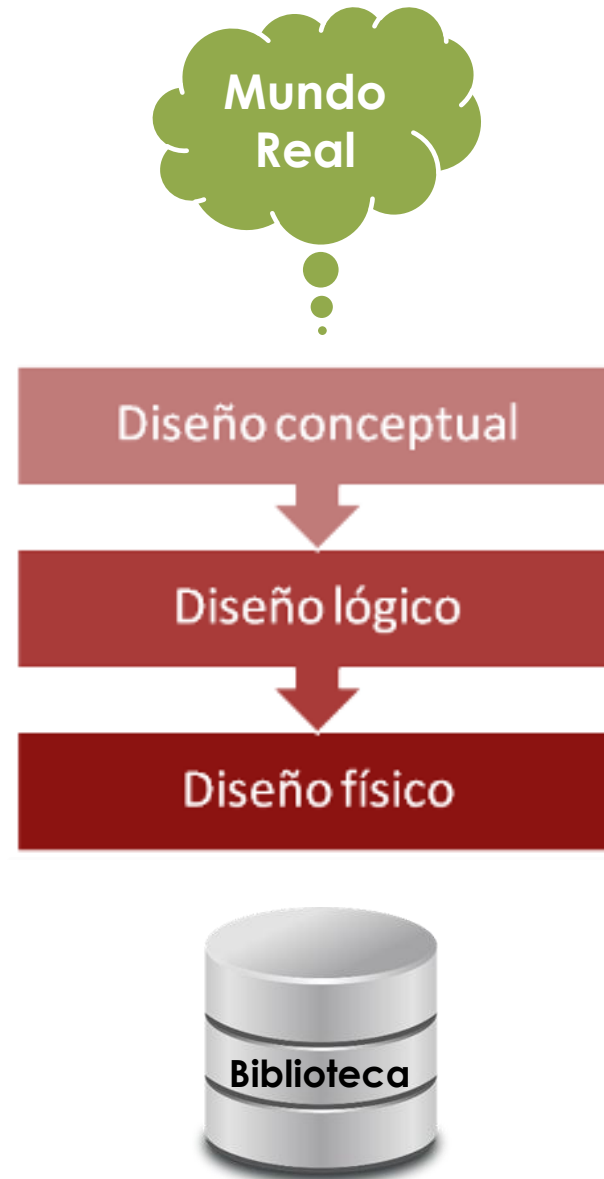 Mundo
Real
Diseño conceptual
Diseño lógico
Diseño físico
Biblioteca